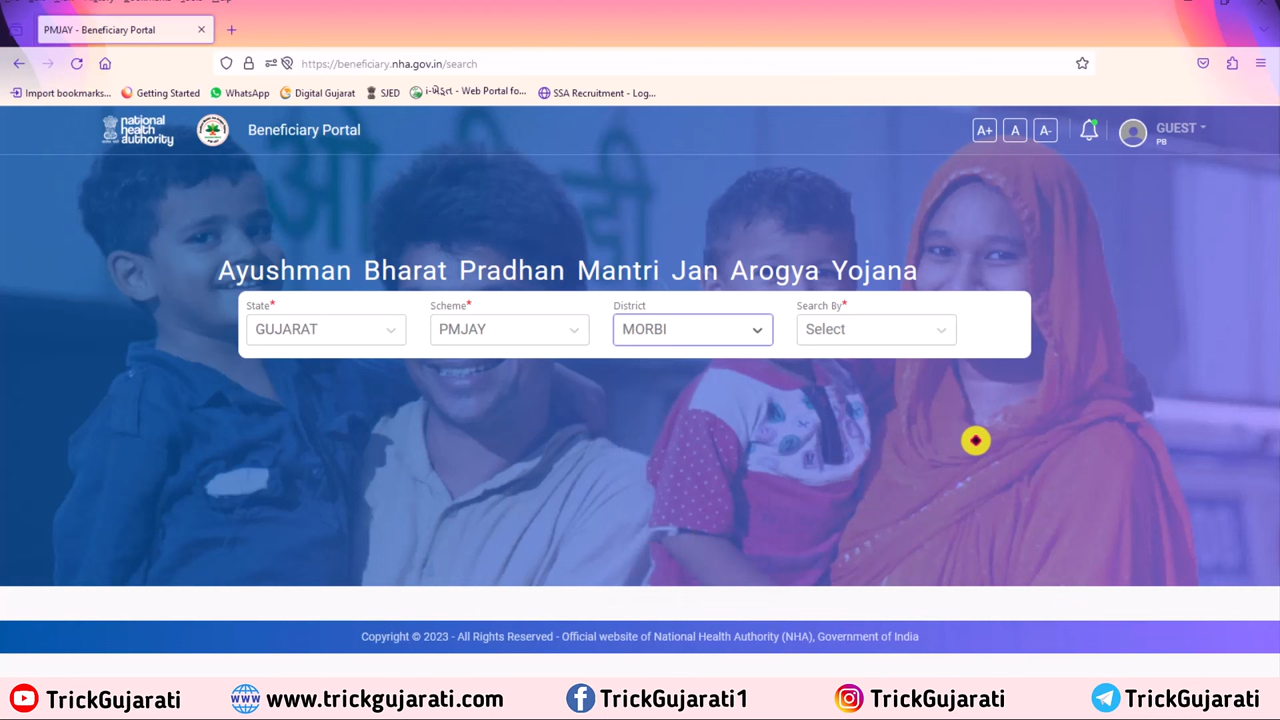 PMJAY - Beneficiary Portal
https://beneficiary.nha.gov.in/search
Import bookmarks... Getting Started WhatsApp Digital Gujarat SJED i-ખેડૂત - Web Portal fo... SSA Recruitment - Log...
national health authority
Beneficiary Portal
A+ A A- GUEST
PB
Ayushman Bharat Pradhan Mantri Jan Arogya Yojana
State* Scheme* District Search By*
GUJARAT PMJAY MORBI Select
Copyright © 2023 - All Rights Reserved - Official website of National Health Authority (NHA), Government of India
TrickGujarati www.trickgujarati.com TrickGujarati1 TrickGujarati TrickGujarati